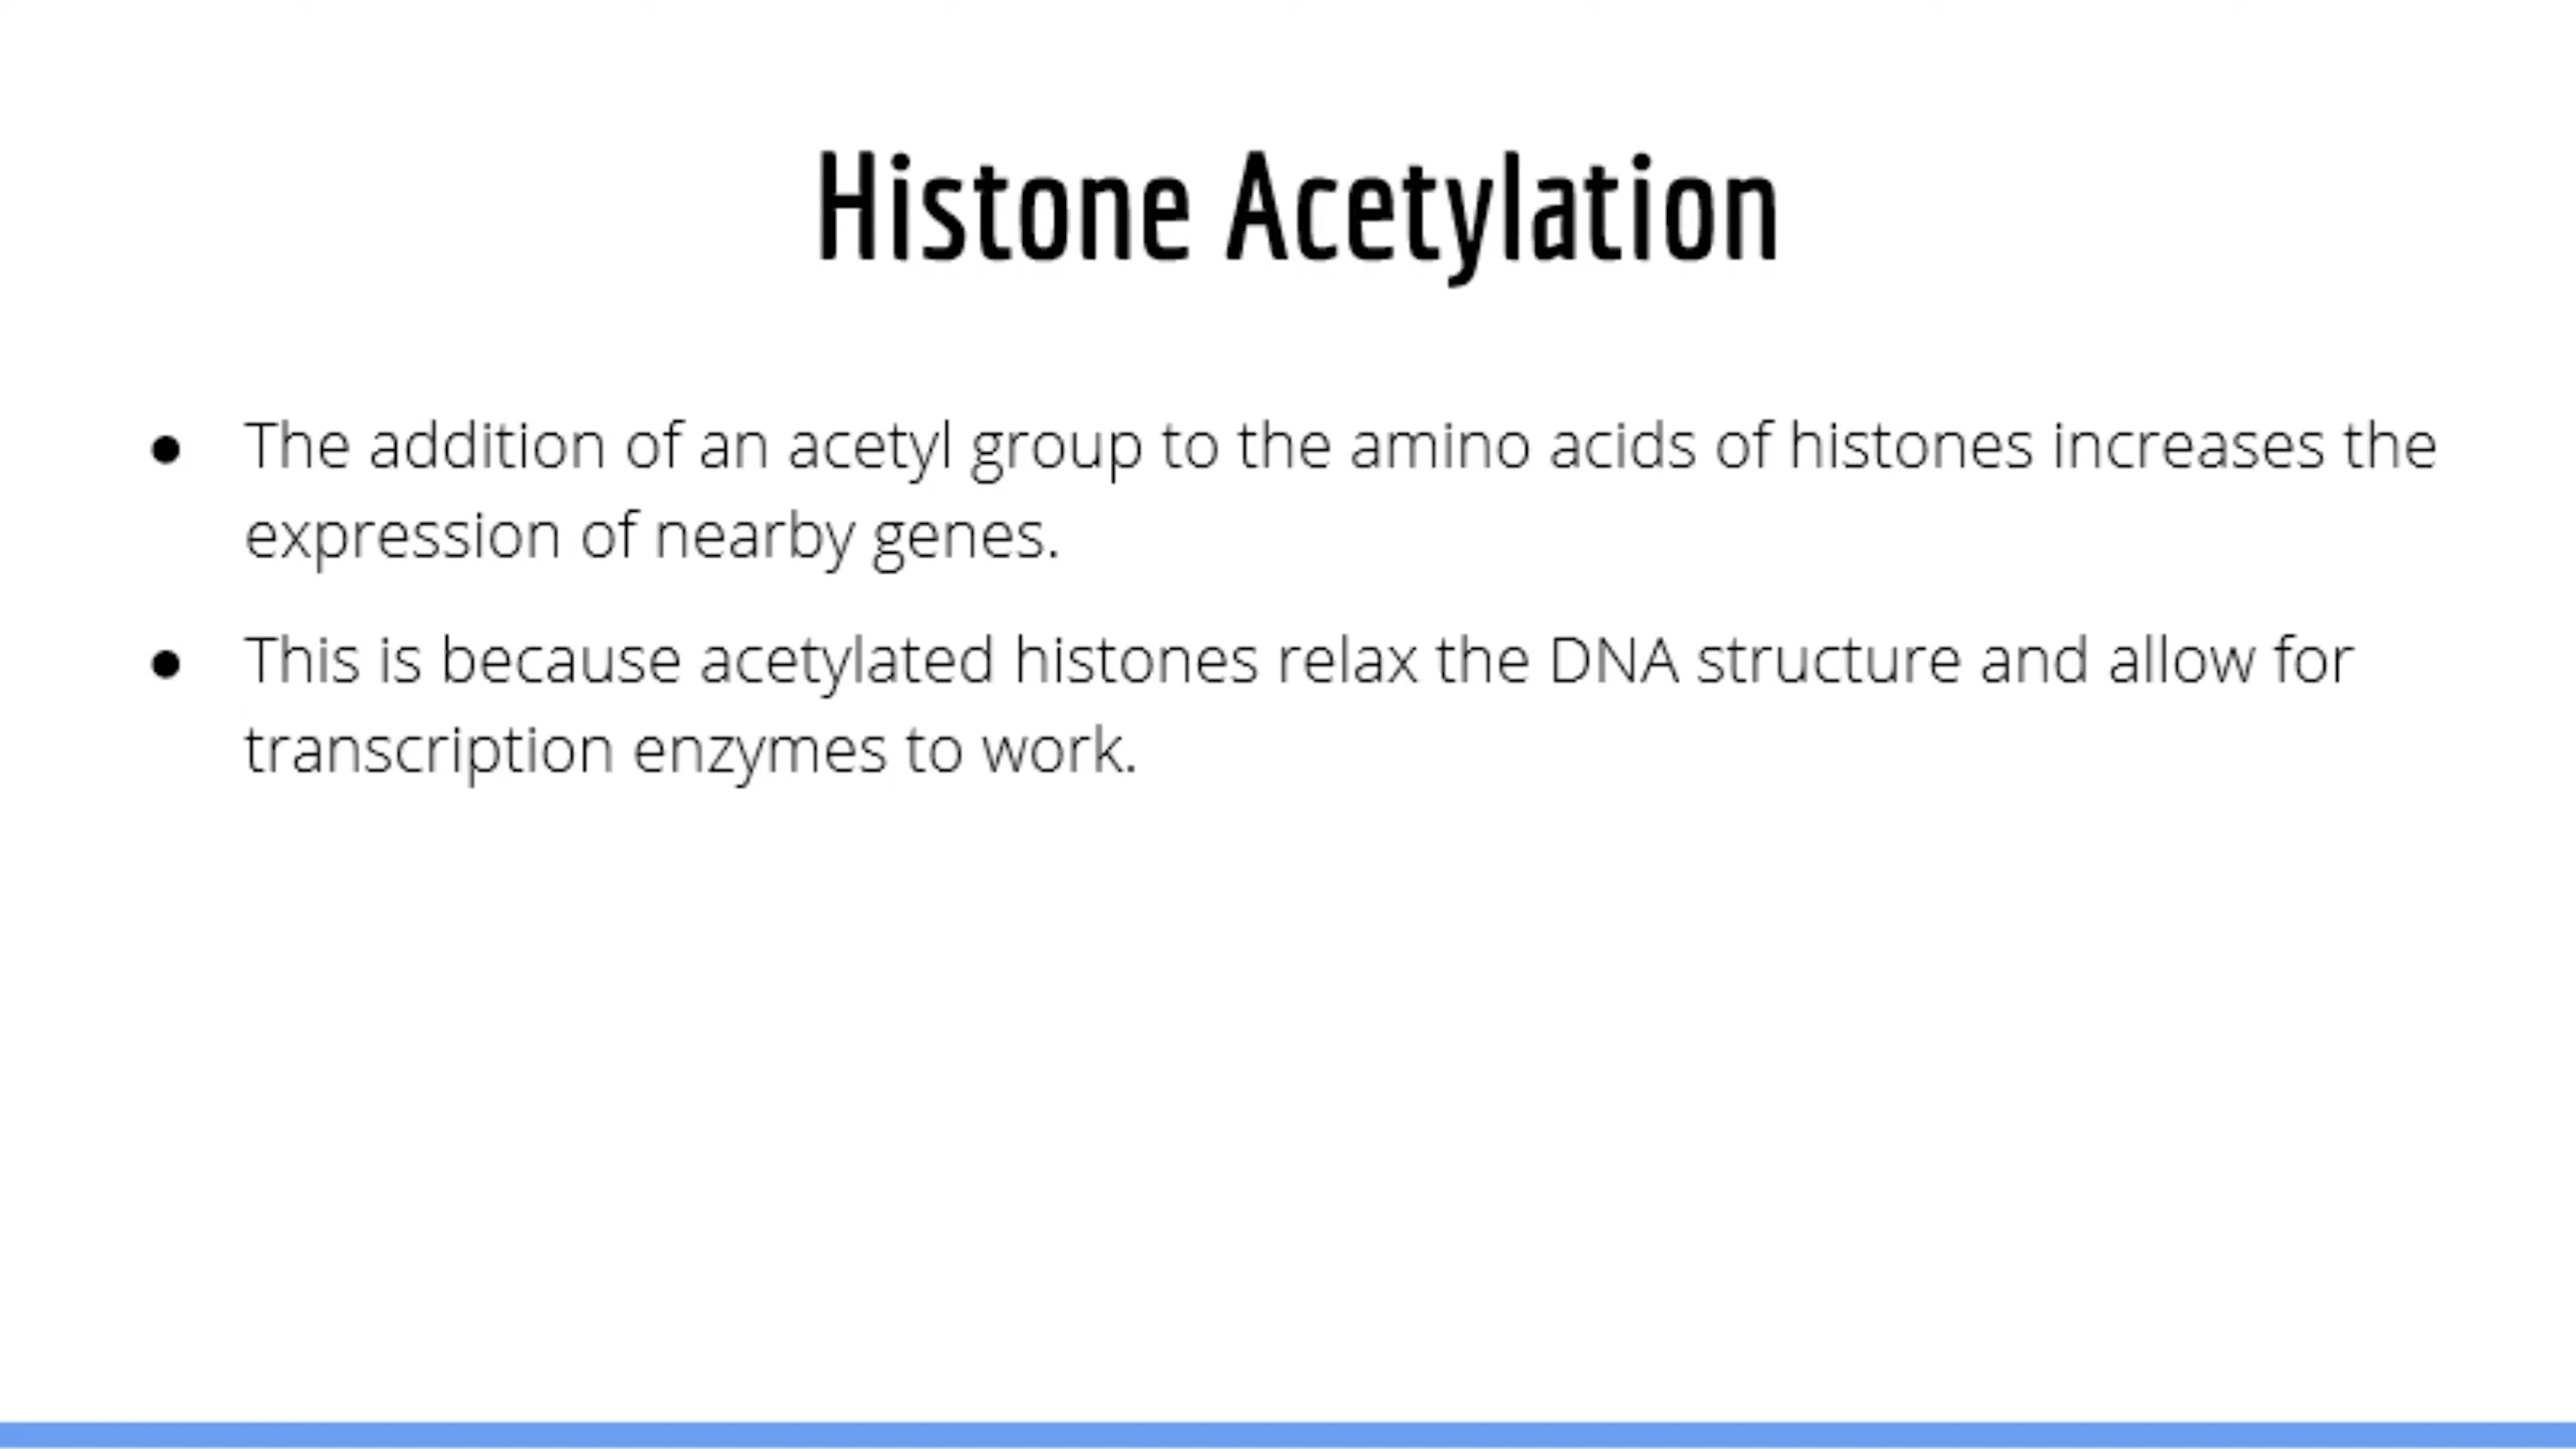 Histone Acetylation
● The addition of an acetyl group to the amino acids of histones increases the
expression of nearby genes.
● This is because acetylated histones relax the DNA structure and allow for
transcription enzymes to work.